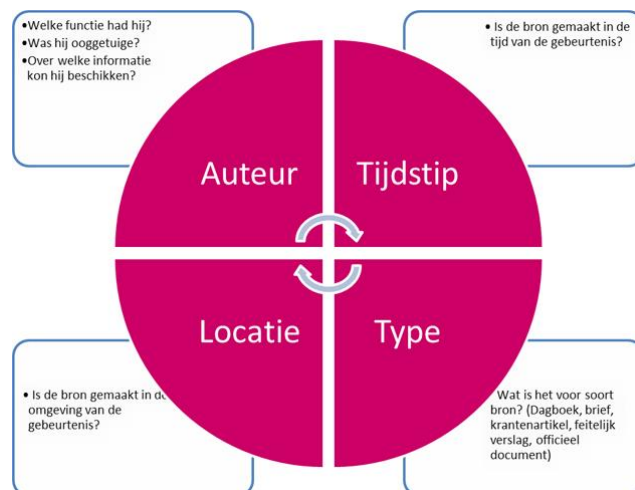 •Welke functie had hij?
•Was hij ooggetuige?
•Over welke informatie
kon hij beschikken?
• Is de bron gemaakt in de
tijd van de gebeurtenis?
Auteur
Tijdstip
Locatie
Type
• Is de bron gemaakt in de
omgeving van de
gebeurtenis?
Wat is het voor soort
bron? (Dagboek, brief,
krantenartikel, feitelijk
verslag, officieel
document)